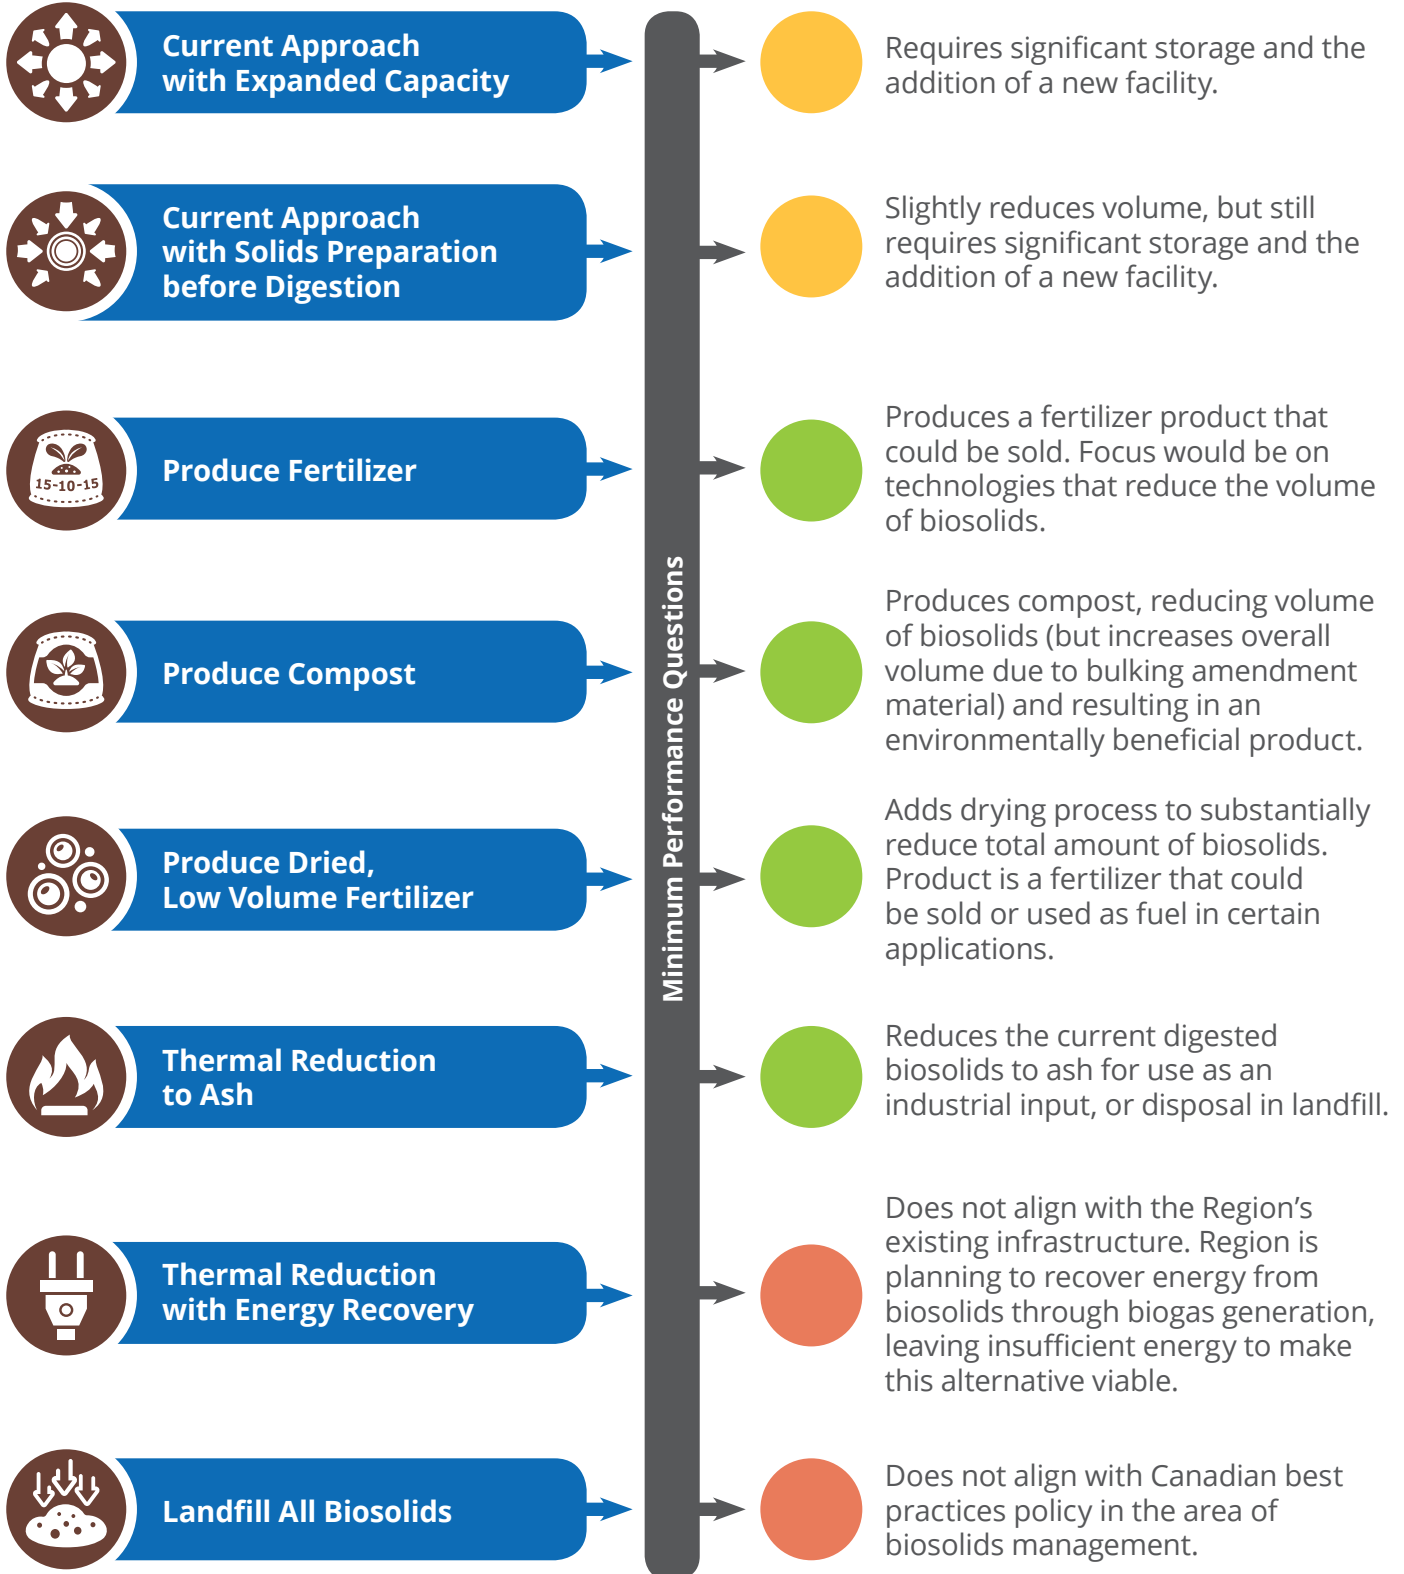 Current Approach
with Expanded Capacity
Requires significant storage and the
addition of a new facility.
Current Approach
with Solids Preparation
before Digestion
Slightly reduces volume, but still
requires significant storage and the
addition of a new facility.
15-10-15
Produce Fertilizer
Produces a fertilizer product that
could be sold. Focus would be on
technologies that reduce the volume
of biosolids.
Minimum Performance Questions
Produce Compost
Produces compost, reducing volume
of biosolids (but increases overall
volume due to bulking amendment
material) and resulting in an
environmentally beneficial product.
Produce Dried,
Low Volume Fertilizer
Adds drying process to substantially
reduce total amount of biosolids.
Product is a fertilizer that could
be sold or used as fuel in certain
applications.
Thermal Reduction
to Ash
Reduces the current digested
biosolids to ash for use as an
industrial input, or disposal in landfill.
Thermal Reduction
with Energy Recovery
Does not align with the Region’s
existing infrastructure. Region is
planning to recover energy from
biosolids through biogas generation,
leaving insufficient energy to make
this alternative viable.
Landfill All Biosolids
Does not align with Canadian best
practices policy in the area of
biosolids management.